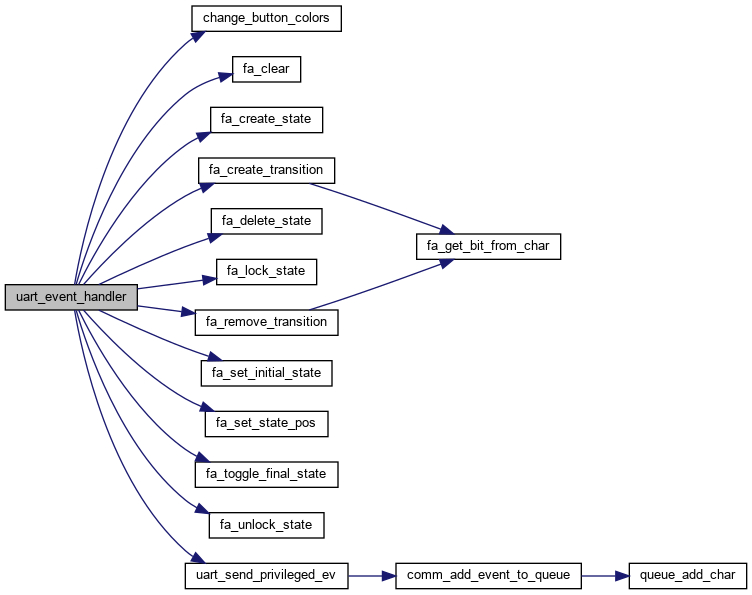 change_button_colors
fa_clear
fa_create_state
fa_create_transition
fa_delete_state
fa_get_bit_from_char
fa_lock_state
uart_event_handler
fa_remove_transition
fa_set_initial_state
fa_set_state_pos
fa_toggle_final_state
fa_unlock_state
uart_send_privileged_ev
comm_add_event_to_queue
queue_add_char